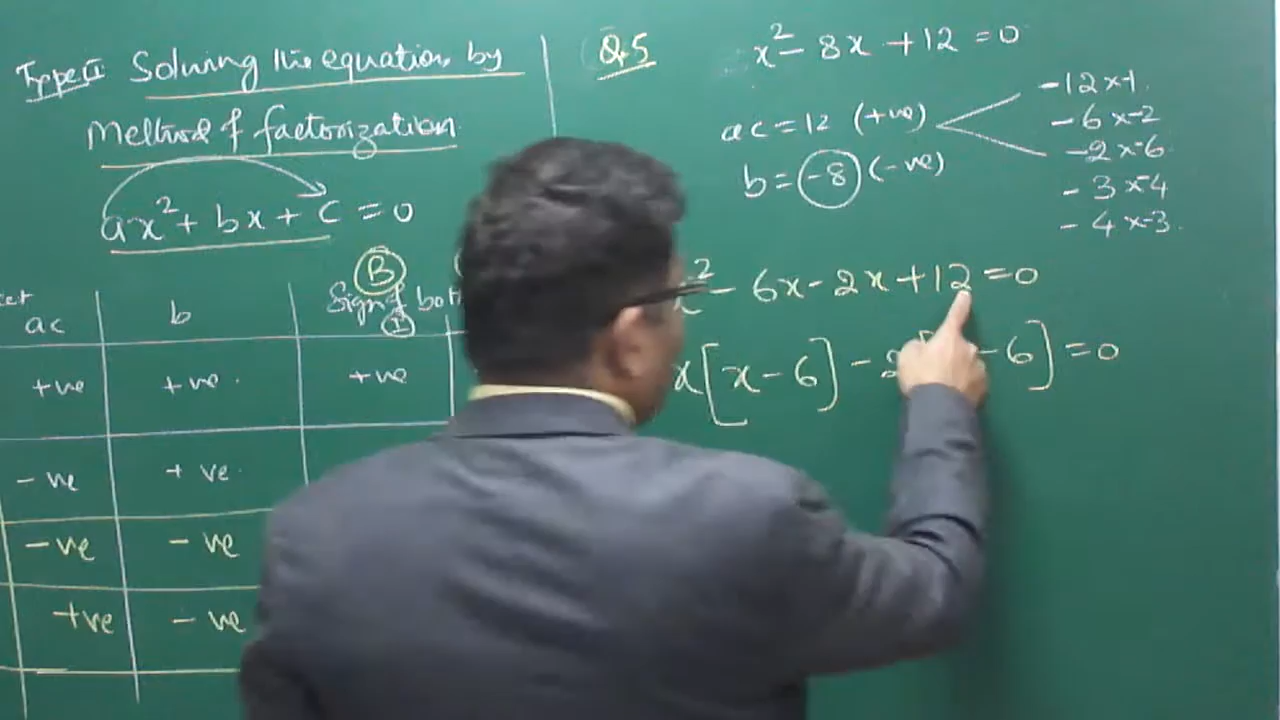 Type II Solving the equation by
Method of factorization
ax² + bx + c = 0
B
ac b Sign of
I
+ve +ve +ve
-ve +ve
-ve -ve
+ve -ve
Q5 x² - 8x + 12 = 0
ac = 12 (+ve)
b = -8 (-ve)
-12 x -1
-6 x -2
-2 x -6
-3 x -4
-4 x -3
x² - 6x - 2x + 12 = 0
x[x - 6] - 2[ - 6] = 0